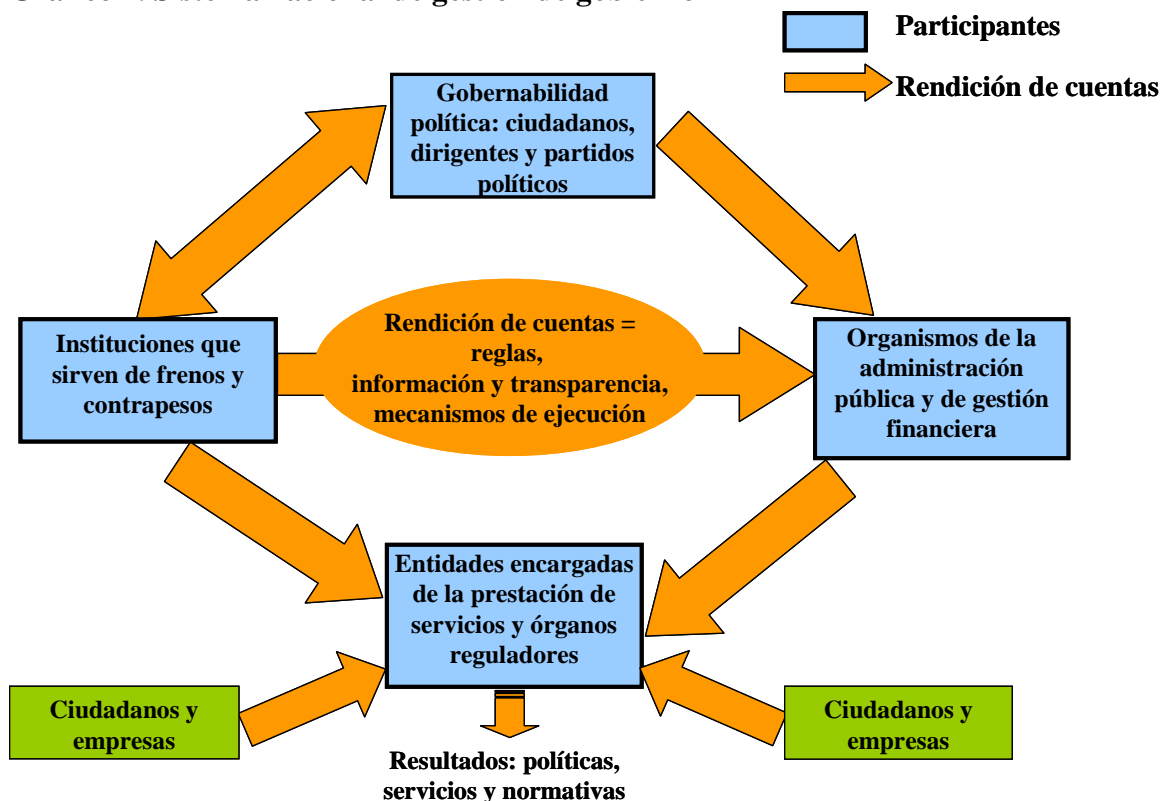 Participantes
Rendición de cuentas
Gobernabilidad
política: ciudadanos,
dirigentes y partidos
políticos
Instituciones que
sirven de frenos y
contrapesos
Rendición de cuentas =
reglas,
información y transparencia,
mecanismos de ejecución
Organismos de la
administración
pública y de gestión
financiera
Entidades encargadas
de la prestación de
servicios y órganos
reguladores
Ciudadanos y
empresas
Ciudadanos y
empresas
Resultados: políticas,
servicios y normativas